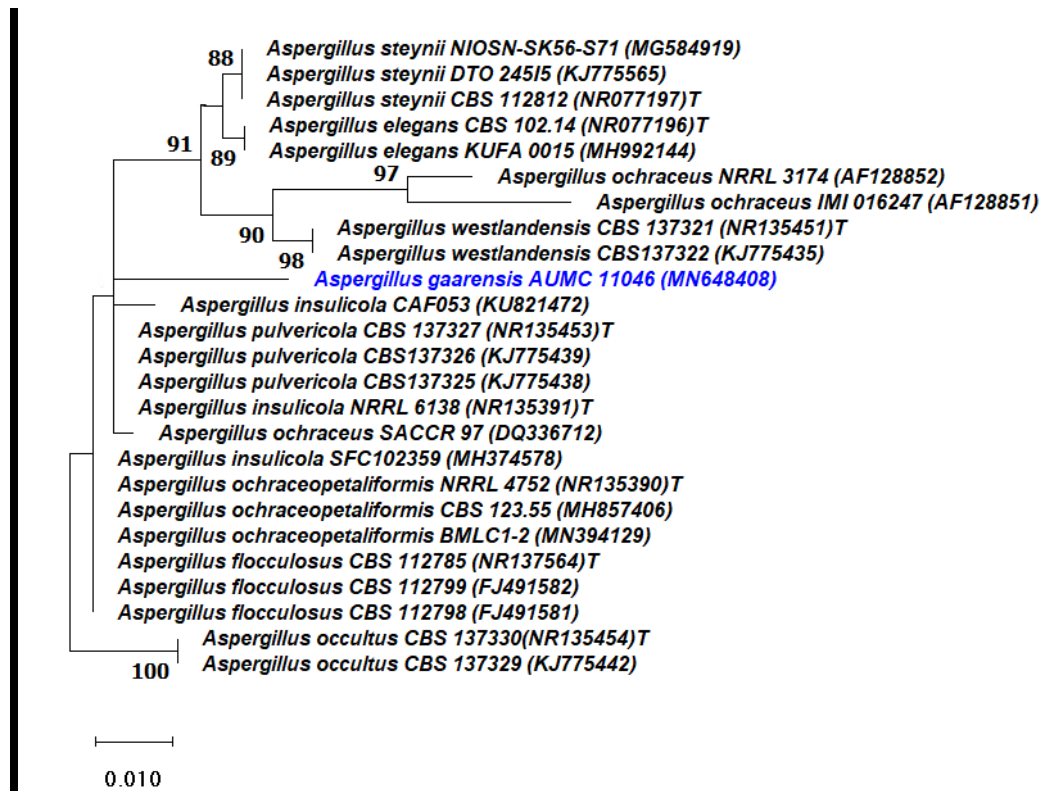 88
Aspergillus steynii NIOSN-SK56-S71 (MG584919)
Aspergillus steynii DTO 245I5 (KJ775565)
Aspergillus steynii CBS 112812 (NR077197)T
Aspergillus elegans CBS 102.14 (NR077196)T
91
89
Aspergillus elegans KUFA 0015 (MH992144)
97
Aspergillus ochraceus NRRL 3174 (AF128852)
Aspergillus ochraceus IMI 016247 (AF128851)
Aspergillus westlandensis CBS 137321 (NR135451)T
90
Aspergillus westlandensis CBS137322 (KJ775435)
98
Aspergillus gaarensis AUMC 11046 (MN648408)
Aspergillus insulicola CAF053 (KU821472)
Aspergillus pulvericola CBS 137327 (NR135453)T
Aspergillus pulvericola CBS137326 (KJ775439)
Aspergillus pulvericola CBS137325 (KJ775438)
Aspergillus insulicola NRRL 6138 (NR135391)T
Aspergillus ochraceus SACCR 97 (DQ336712)
Aspergillus insulicola SFC102359 (MH374578)
Aspergillus ochraceopetaliformis NRRL 4752 (NR135390)T
Aspergillus ochraceopetaliformis CBS 123.55 (MH857406)
Aspergillus ochraceopetaliformis BMLC1-2 (MN394129)
Aspergillus flocculosus CBS 112785 (NR137564)T
Aspergillus flocculosus CBS 112799 (FJ491582)
Aspergillus flocculosus CBS 112798 (FJ491581)
Aspergillus occultus CBS 137330(NR135454)T
Aspergillus occultus CBS 137329 (KJ775442)
100
0.010